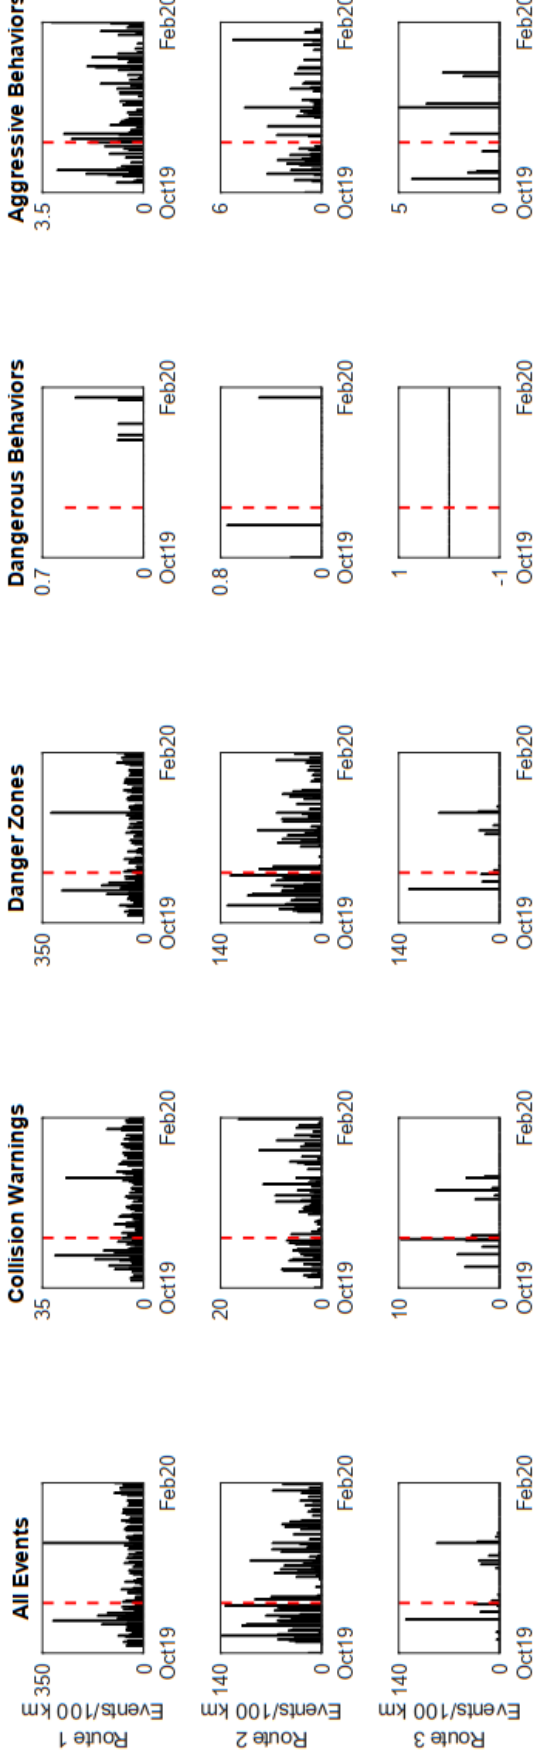 All Events
Collision Warnings
Danger Zones
Dangerous Behaviors
Aggressive Behaviors
Route 1
Events/100 km
350
0
Oct19
Feb20
35
0
Oct19
Feb20
350
0
Oct19
Feb20
0.7
0
Oct19
Feb20
3.5
0
Oct19
Feb20
Route 2
Events/100 km
140
0
Oct19
Feb20
20
0
Oct19
Feb20
140
0
Oct19
Feb20
0.8
0
Oct19
Feb20
6
0
Oct19
Feb20
Route 3
Events/100 km
140
0
Oct19
Feb20
10
0
Oct19
Feb20
140
0
Oct19
Feb20
1
-1
Oct19
Feb20
5
0
Oct19
Feb20